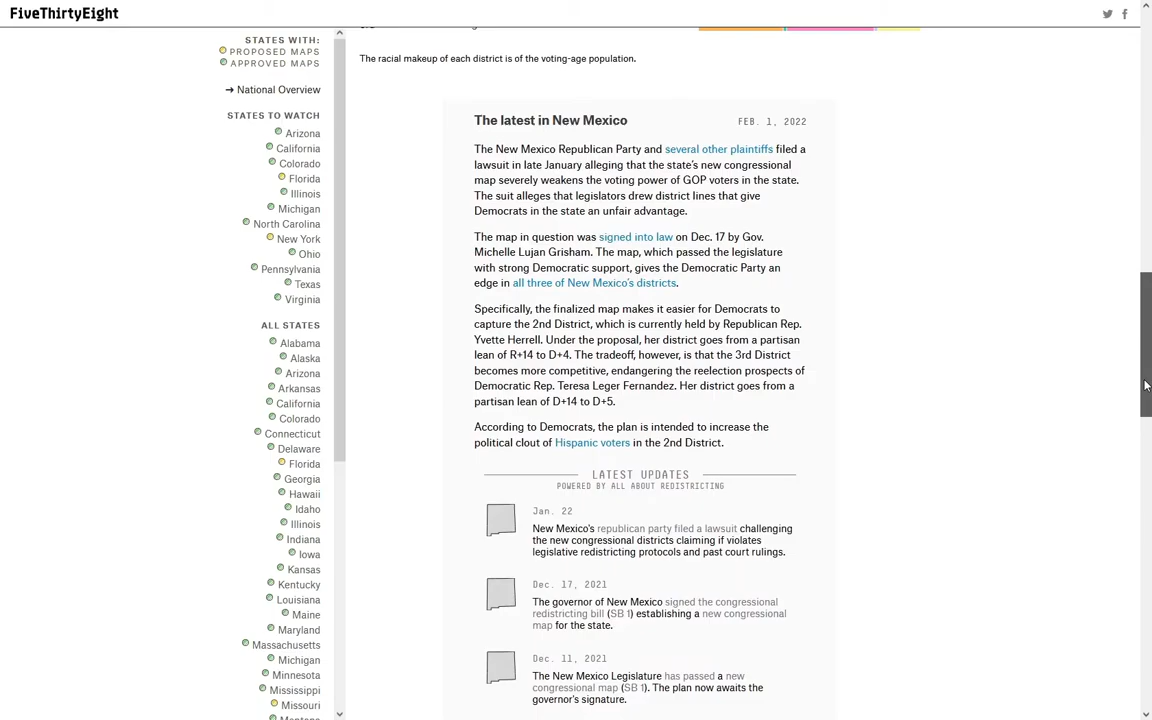 FiveThirtyEight
STATES WITH:
PROPOSED MAPS
APPROVED MAPS
→ National Overview
STATES TO WATCH
Arizona
California
Colorado
Florida
Illinois
Michigan
North Carolina
New York
Ohio
Pennsylvania
Texas
Virginia
ALL STATES
Alabama
Alaska
Arizona
Arkansas
California
Colorado
Connecticut
Delaware
Florida
Georgia
Hawaii
Idaho
Illinois
Indiana
Iowa
Kansas
Kentucky
Louisiana
Maine
Maryland
Massachusetts
Michigan
Minnesota
Mississippi
Missouri
Montana
The racial makeup of each district is of the voting-age population.
The latest in New Mexico FEB. 1, 2022
The New Mexico Republican Party and several other plaintiffs filed a
lawsuit in late January alleging that the state's new congressional
map severely weakens the voting power of GOP voters in the state.
The suit alleges that legislators drew district lines that give
Democrats in the state an unfair advantage.
The map in question was signed into law on Dec. 17 by Gov.
Michelle Lujan Grisham. The map, which passed the legislature
with strong Democratic support, gives the Democratic Party an
edge in all three of New Mexico's districts.
Specifically, the finalized map makes it easier for Democrats to
capture the 2nd District, which is currently held by Republican Rep.
Yvette Herrell. Under the proposal, her district goes from a partisan
lean of R+14 to D+4. The tradeoff, however, is that the 3rd District
becomes more competitive, endangering the reelection prospects of
Democratic Rep. Teresa Leger Fernandez. Her district goes from a
partisan lean of D+14 to D+5.
According to Democrats, the plan is intended to increase the
political clout of Hispanic voters in the 2nd District.
LATEST UPDATES
POWERED BY ALL ABOUT REDISTRICTING
Jan. 22
New Mexico's republican party filed a lawsuit challenging
the new congressional districts claiming if violates
legislative redistricting protocols and past court rulings.
Dec. 17, 2021
The governor of New Mexico signed the congressional
redistricting bill (SB 1) establishing a new congressional
map for the state.
Dec. 11, 2021
The New Mexico Legislature has passed a new
congressional map (SB 1). The plan now awaits the
governor's signature.